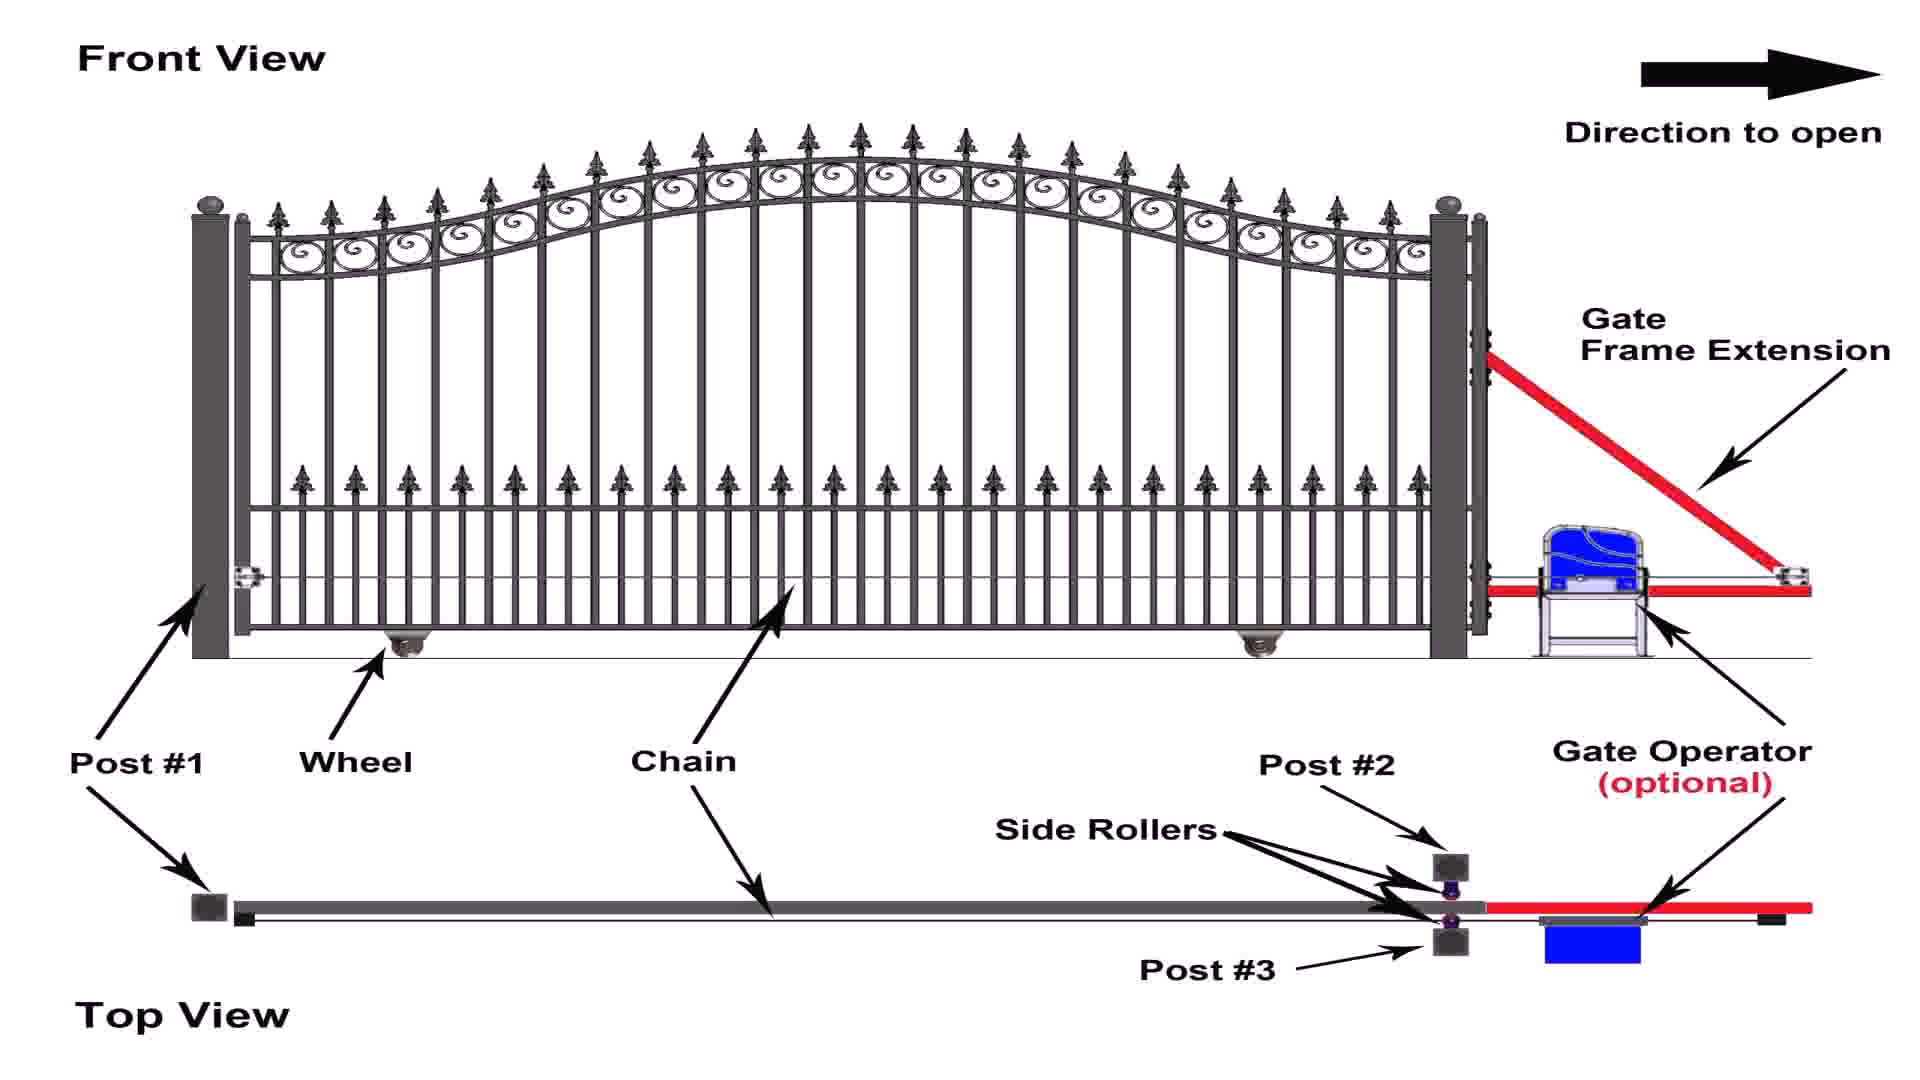 Front View
Direction to open
Gate
Frame Extension
Post #1
Wheel
Chain
Post #2
Gate Operator
(optional)
Side Rollers
Post #3
Top View